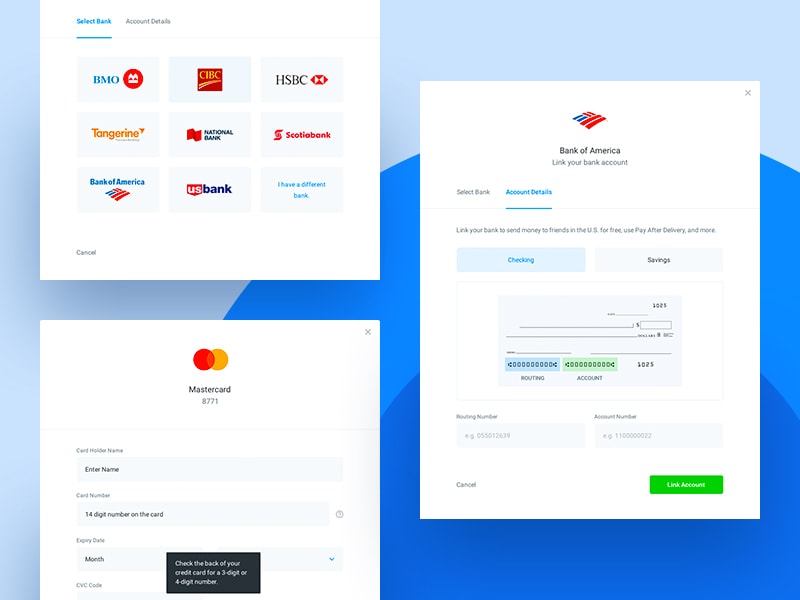 Select Bank
Account Details
BMO
CIBC
HSBC
Tangerine
NATIONAL
BANK
Scotiabank
Bank of America
usbank
I have a different
bank.
Cancel
Mastercard
8771
Card Holder Name
Enter Name
Card Number
14 digit number on the card
Expiry Date
Month
Check the back of your
credit card for a 3-digit or
4-digit number.
CVC Code
Bank of America
Link your bank account
Select Bank
Account Details
Link your bank to send money to friends in the U.S. for free, use Pay After Delivery, and more.
Checking
Savings
1025
DATE
$
DOLLARS
000000000
000000000
1025
ROUTING
ACCOUNT
Routing Number
Account Number
e.g. 055012639
e.g. 1100000022
Cancel
Link Account